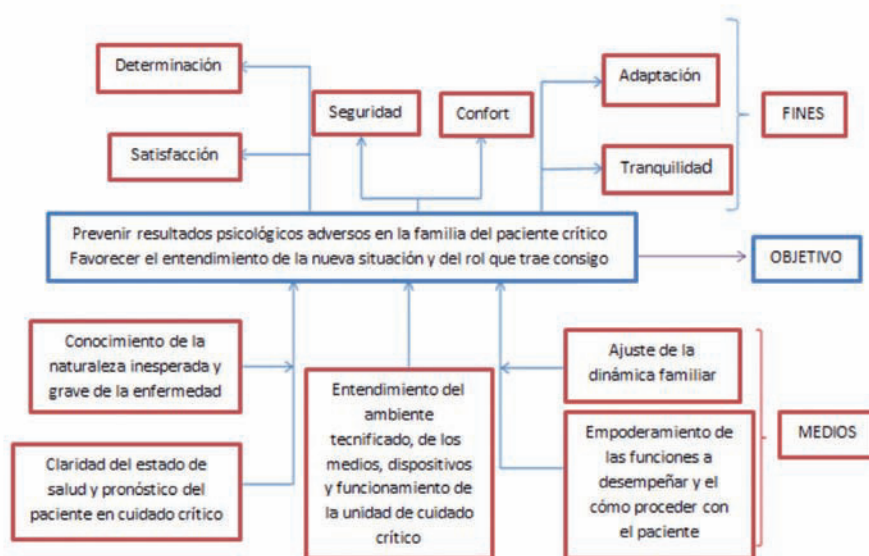 Determinación
Adaptación
Seguridad
Confort
FINES
Satisfacción
Tranquilidad
Prevenir resultados psicológicos adversos en la familia del paciente crítico
Favorecer el entendimiento de la nueva situación y del rol que trae consigo
OBJETIVO
Conocimiento de la
naturaleza inesperada y
grave de la enfermedad
Claridad del estado de
salud y pronóstico del
paciente en cuidado crítico
Entendimiento del
ambiente
tecnificado, de los
medios, dispositivos
y funcionamiento de
la unidad de cuidado
crítico
Ajuste de la
dinámica familiar
Empoderamiento de
las funciones a
desempeñar y el
cómo proceder con
el paciente
MEDIOS